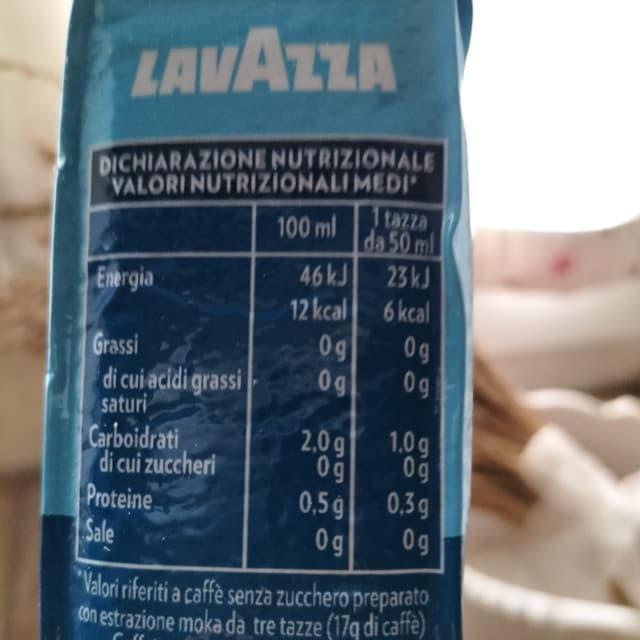 LAVAZZA
DICHIARAZIONE NUTRIZIONALE
VALORI NUTRIZIONALI MEDI*
100 ml 1 tazza
da 50 ml
Energia 46 kJ 23 kJ
12 kcal 6 kcal
Grassi 0 g 0 g
di cui acidi grassi 0 g 0 g
saturi
Carboidrati 2,0 g 1,0 g
di cui zuccheri 0 g 0 g
Proteine 0,5 g 0,3 g
Sale 0 g 0 g
*Valori riferiti a caffè senza zucchero preparato
con estrazione moka da tre tazze (17g di caffè)